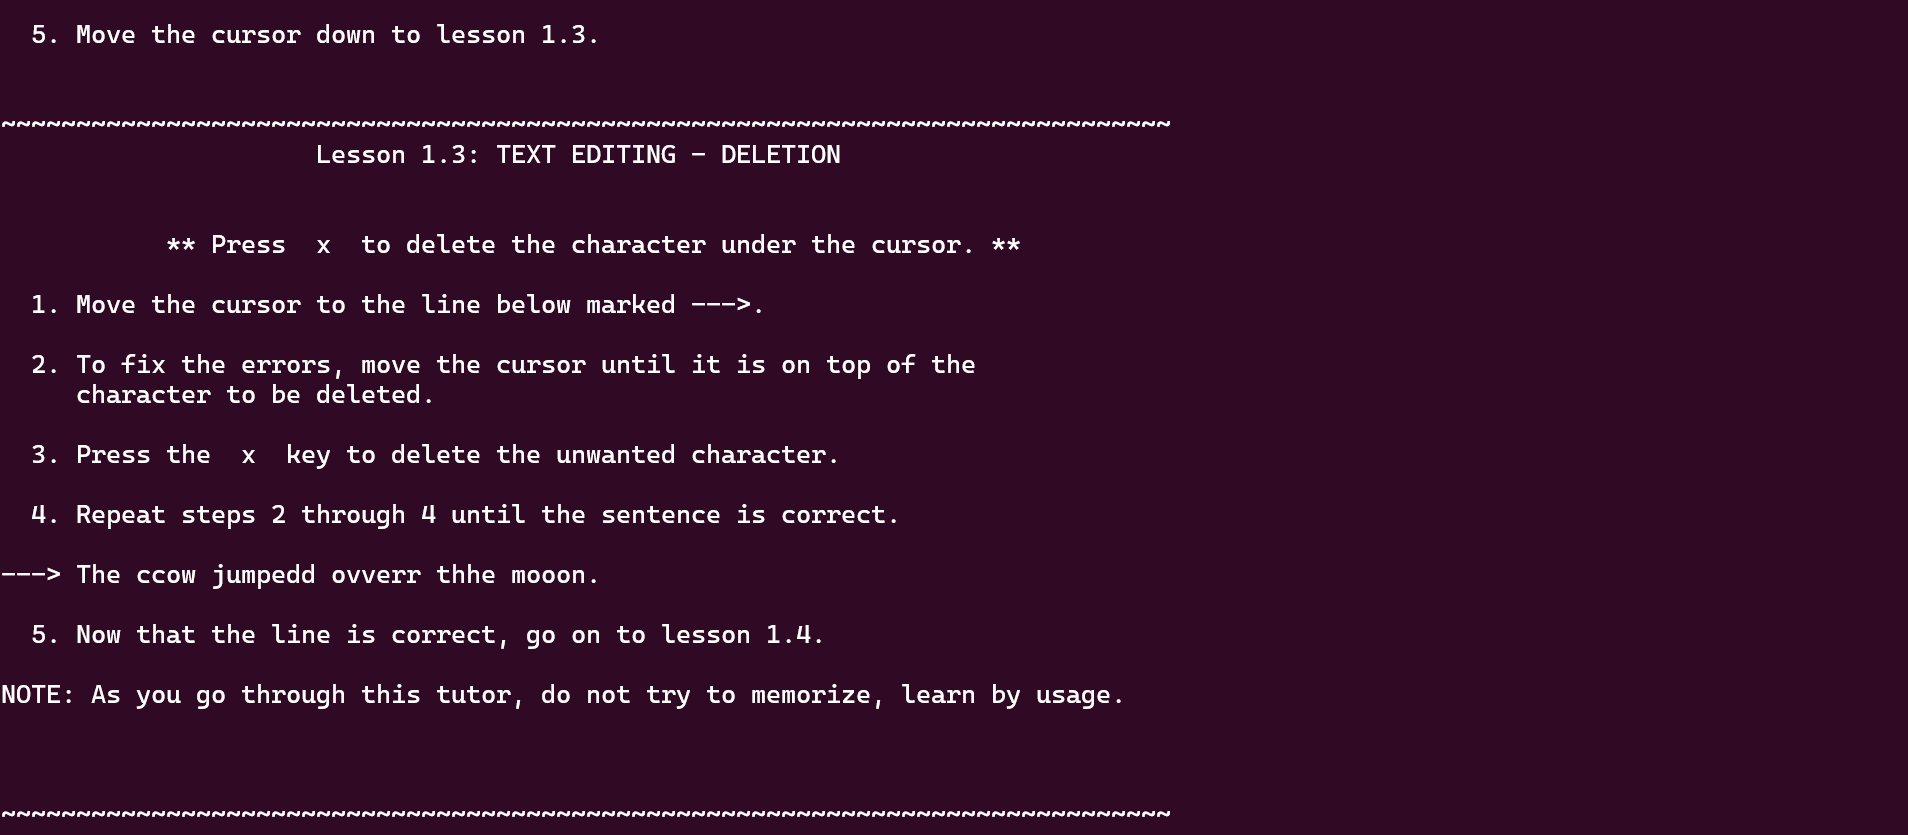 5. Move the cursor down to lesson 1.3.
~~~~~~~~~~~~~~~~~~~~~~~~~~~~~~~~~~~~~~~~~~~~~~~~~~~~~~~~~~~~~~~~~~~~~~~~~~~~~~
Lesson 1.3: TEXT EDITING - DELETION
** Press  x  to delete the character under the cursor. **
1. Move the cursor to the line below marked --->.
2. To fix the errors, move the cursor until it is on top of the
character to be deleted.
3. Press the  x  key to delete the unwanted character.
4. Repeat steps 2 through 4 until the sentence is correct.
---> The ccow jumpedd ovverr thhe mooon.
5. Now that the line is correct, go on to lesson 1.4.
NOTE: As you go through this tutor, do not try to memorize, learn by usage.
~~~~~~~~~~~~~~~~~~~~~~~~~~~~~~~~~~~~~~~~~~~~~~~~~~~~~~~~~~~~~~~~~~~~~~~~~~~~~~